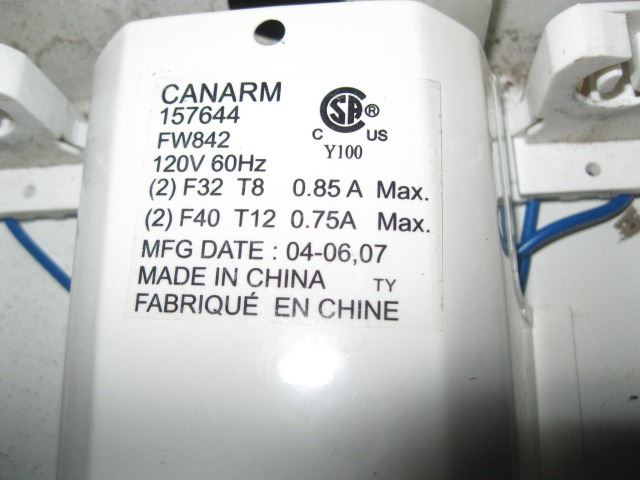 CANARM
157644
FW842
120V 60Hz
(2) F32 T8 0.85 A Max.
(2) F40 T12 0.75A Max.
MFG DATE : 04-06,07
MADE IN CHINA TY
FABRIQUÉ EN CHINE
CSA ®
C US
Y100